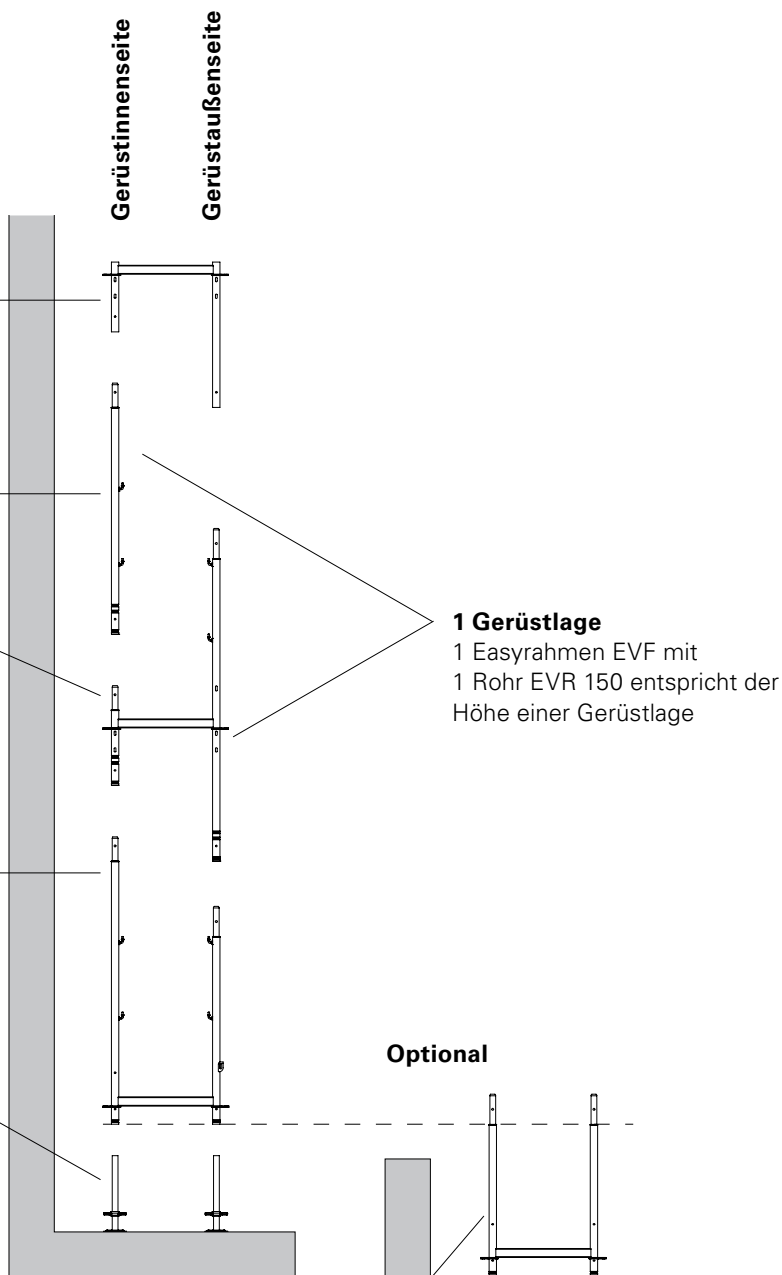 Gerüstinnenseite
Gerüstaußenseite
1 Gerüstlage
1 Easyrahmen EVF mit
1 Rohr EVR 150 entspricht der
Höhe einer Gerüstlage
Optional